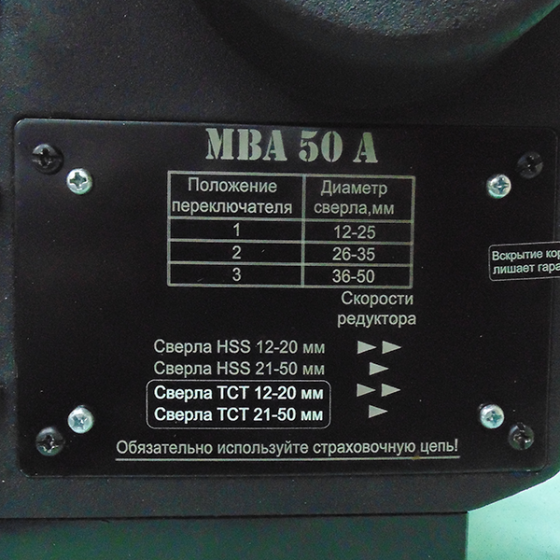 МВА 50 А
Положение переключателя Диаметр сверла,мм
1 12-25
2 26-35
3 36-50
Скорости
редуктора
Сверла HSS 12-20 мм ▶▶
Сверла HSS 21-50 мм ▶
Сверла ТСТ 12-20 мм ▶▶
Сверла ТСТ 21-50 мм ▶
Обязательно используйте страховочную цепь!
Вскрытие
лишает